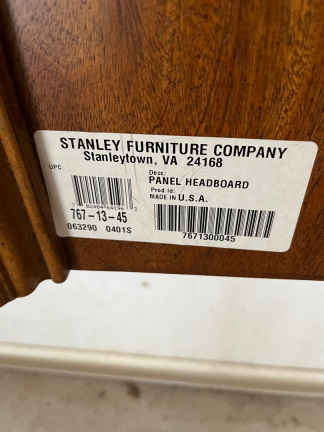 STANLEY FURNITURE COMPANY
Stanleytown, VA 24168
UPC
Desc:
PANEL HEADBOARD
Prod Id:
MADE IN U.S.A.
767-13-45
063290 0401S
7671300045